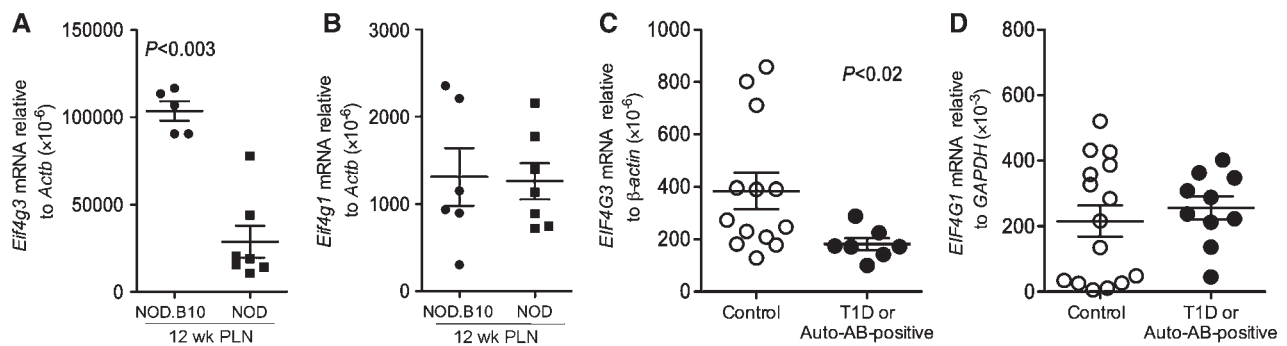 A
Eif4g3 mRNA relative
to Actb (×10⁻⁶)
150000
100000
50000
0
P<0.003
NOD.B10 NOD
12 wk PLN
B
Eif4g1 mRNA relative
to Actb (×10⁻⁶)
3000
2000
1000
0
NOD.B10 NOD
12 wk PLN
C
EIF4G3 mRNA relative
to β-actin (×10⁻⁶)
1000
800
600
400
200
0
P<0.02
Control T1D or
Auto-AB-positive
D
EIF4G1 mRNA relative
to GAPDH (×10⁻³)
800
600
400
200
0
Control T1D or
Auto-AB-positive